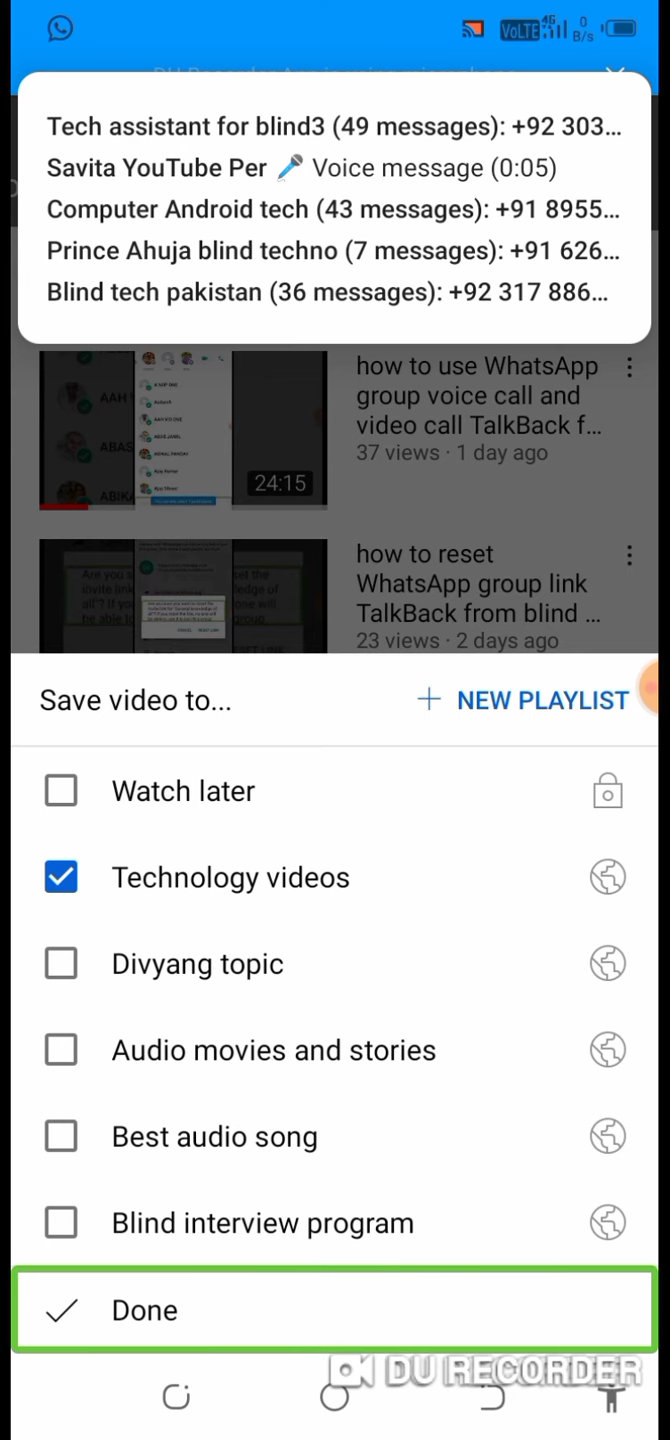 VoLTE 4G 0 B/s
Tech assistant for blind3 (49 messages): +92 303...
Savita YouTube Per 🎤 Voice message (0:05)
Computer Android tech (43 messages): +91 8955...
Prince Ahuja blind techno (7 messages): +91 626...
Blind tech pakistan (36 messages): +92 317 886...
how to use WhatsApp
group voice call and
video call TalkBack f...
37 views · 1 day ago
24:15
how to reset
WhatsApp group link
TalkBack from blind ...
23 views · 2 days ago
Save video to...
+ NEW PLAYLIST
Watch later
Technology videos
Divyang topic
Audio movies and stories
Best audio song
Blind interview program
Done
DU RECORDER